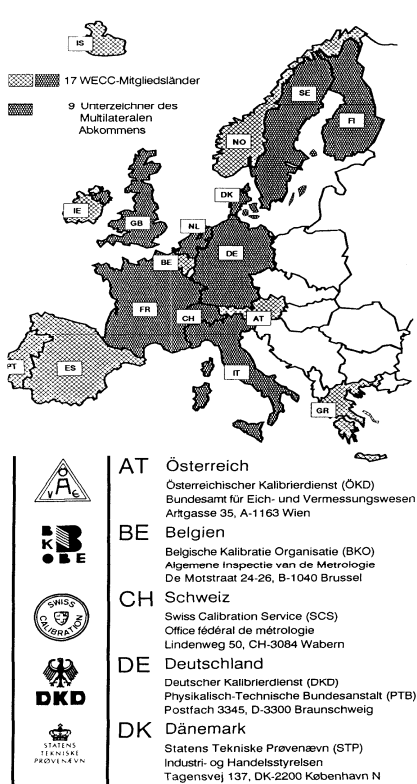 IS
17 WECC-Mitgliedsländer
9 Unterzeichner des
Multilateralen
Abkommens
SE
FI
NO
DK
IE
GB
NL
BE
DE
FR
CH
AT
PT
ES
IT
GR
AT Österreich
Österreichischer Kalibrierdienst (ÖKD)
Bundesamt für Eich- und Vermessungswesen
Arltgasse 35, A-1163 Wien
BKO BE
BE Belgien
Belgische Kalibratie Organisatie (BKO)
Algemene Inspectie van de Metrologie
De Motstraat 24-26, B-1040 Brussel
SWISS CALIBRATION
CH Schweiz
Swiss Calibration Service (SCS)
Office fédéral de métrologie
Lindenweg 50, CH-3084 Wabern
DKD
DE Deutschland
Deutscher Kalibrierdienst (DKD)
Physikalisch-Technische Bundesanstalt (PTB)
Postfach 3345, D-3300 Braunschweig
STATENS
TEKNISKE
PRØVENÆVN
DK Dänemark
Statens Tekniske Prøvenævn (STP)
Industri- og Handelsstyrelsen
Tagensvej 137, DK-2200 København N